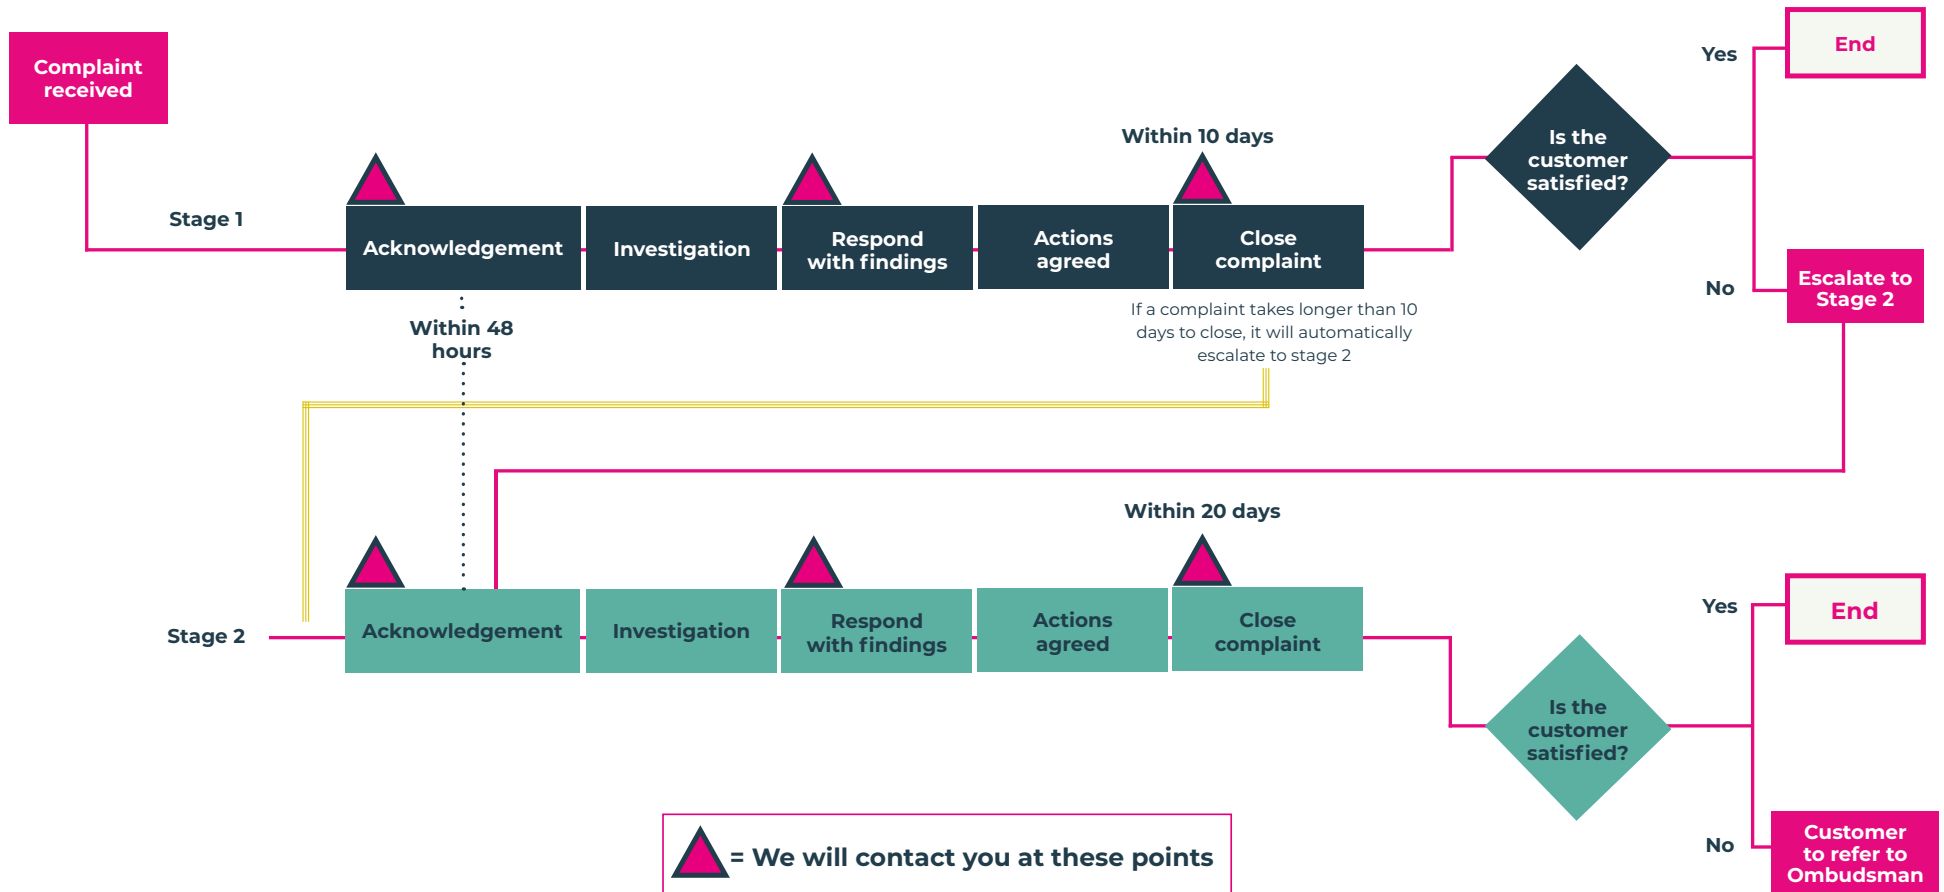 Complaint
received
Stage 1
Acknowledgement
Investigation
Respond
with findings
Actions
agreed
Within 10 days
Close
complaint
Within 48
hours
If a complaint takes longer than 10
days to close, it will automatically
escalate to stage 2
Is the
customer
satisfied?
Yes
End
No
Escalate to
Stage 2
Stage 2
Acknowledgement
Investigation
Respond
with findings
Actions
agreed
Within 20 days
Close
complaint
Is the
customer
satisfied?
Yes
End
No
Customer
to refer to
Ombudsman
= We will contact you at these points